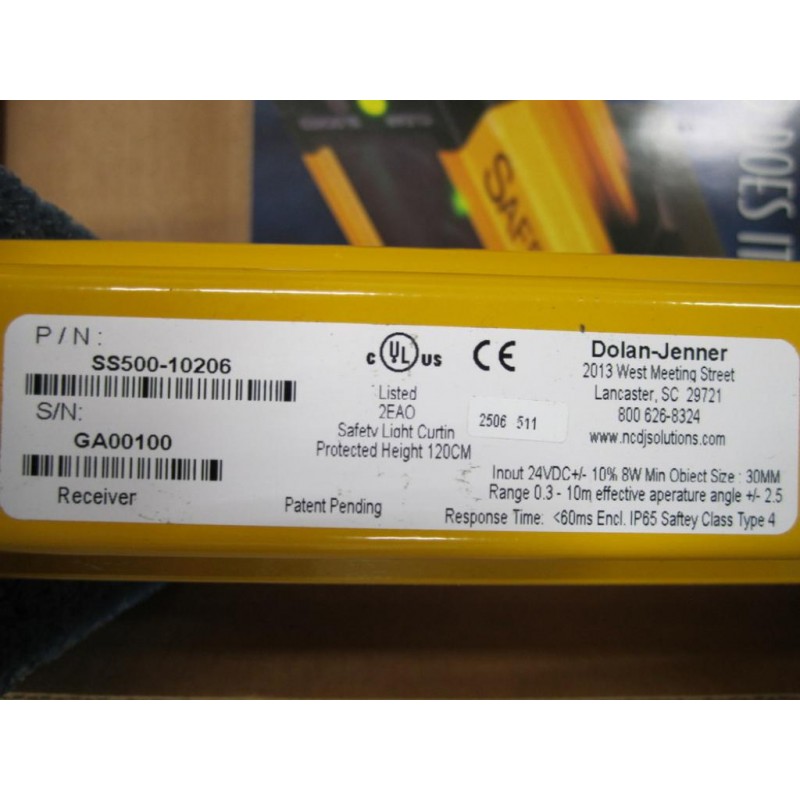 DOES IT
SAFE
P/N:
SS500-10206
S/N:
GA00100
Receiver
c UL us CE
Listed
2EAO
Safety Light Curtin
Protected Height 120CM
Patent Pending
2506 511
Dolan-Jenner
2013 West Meeting Street
Lancaster, SC 29721
800 626-8324
www.ncdjsolutions.com
Input 24VDC+/- 10% 8W Min Object Size : 30MM
Range 0.3 - 10m effective aperature angle +/- 2.5
Response Time: <60ms Encl. IP65 Saftey Class Type 4